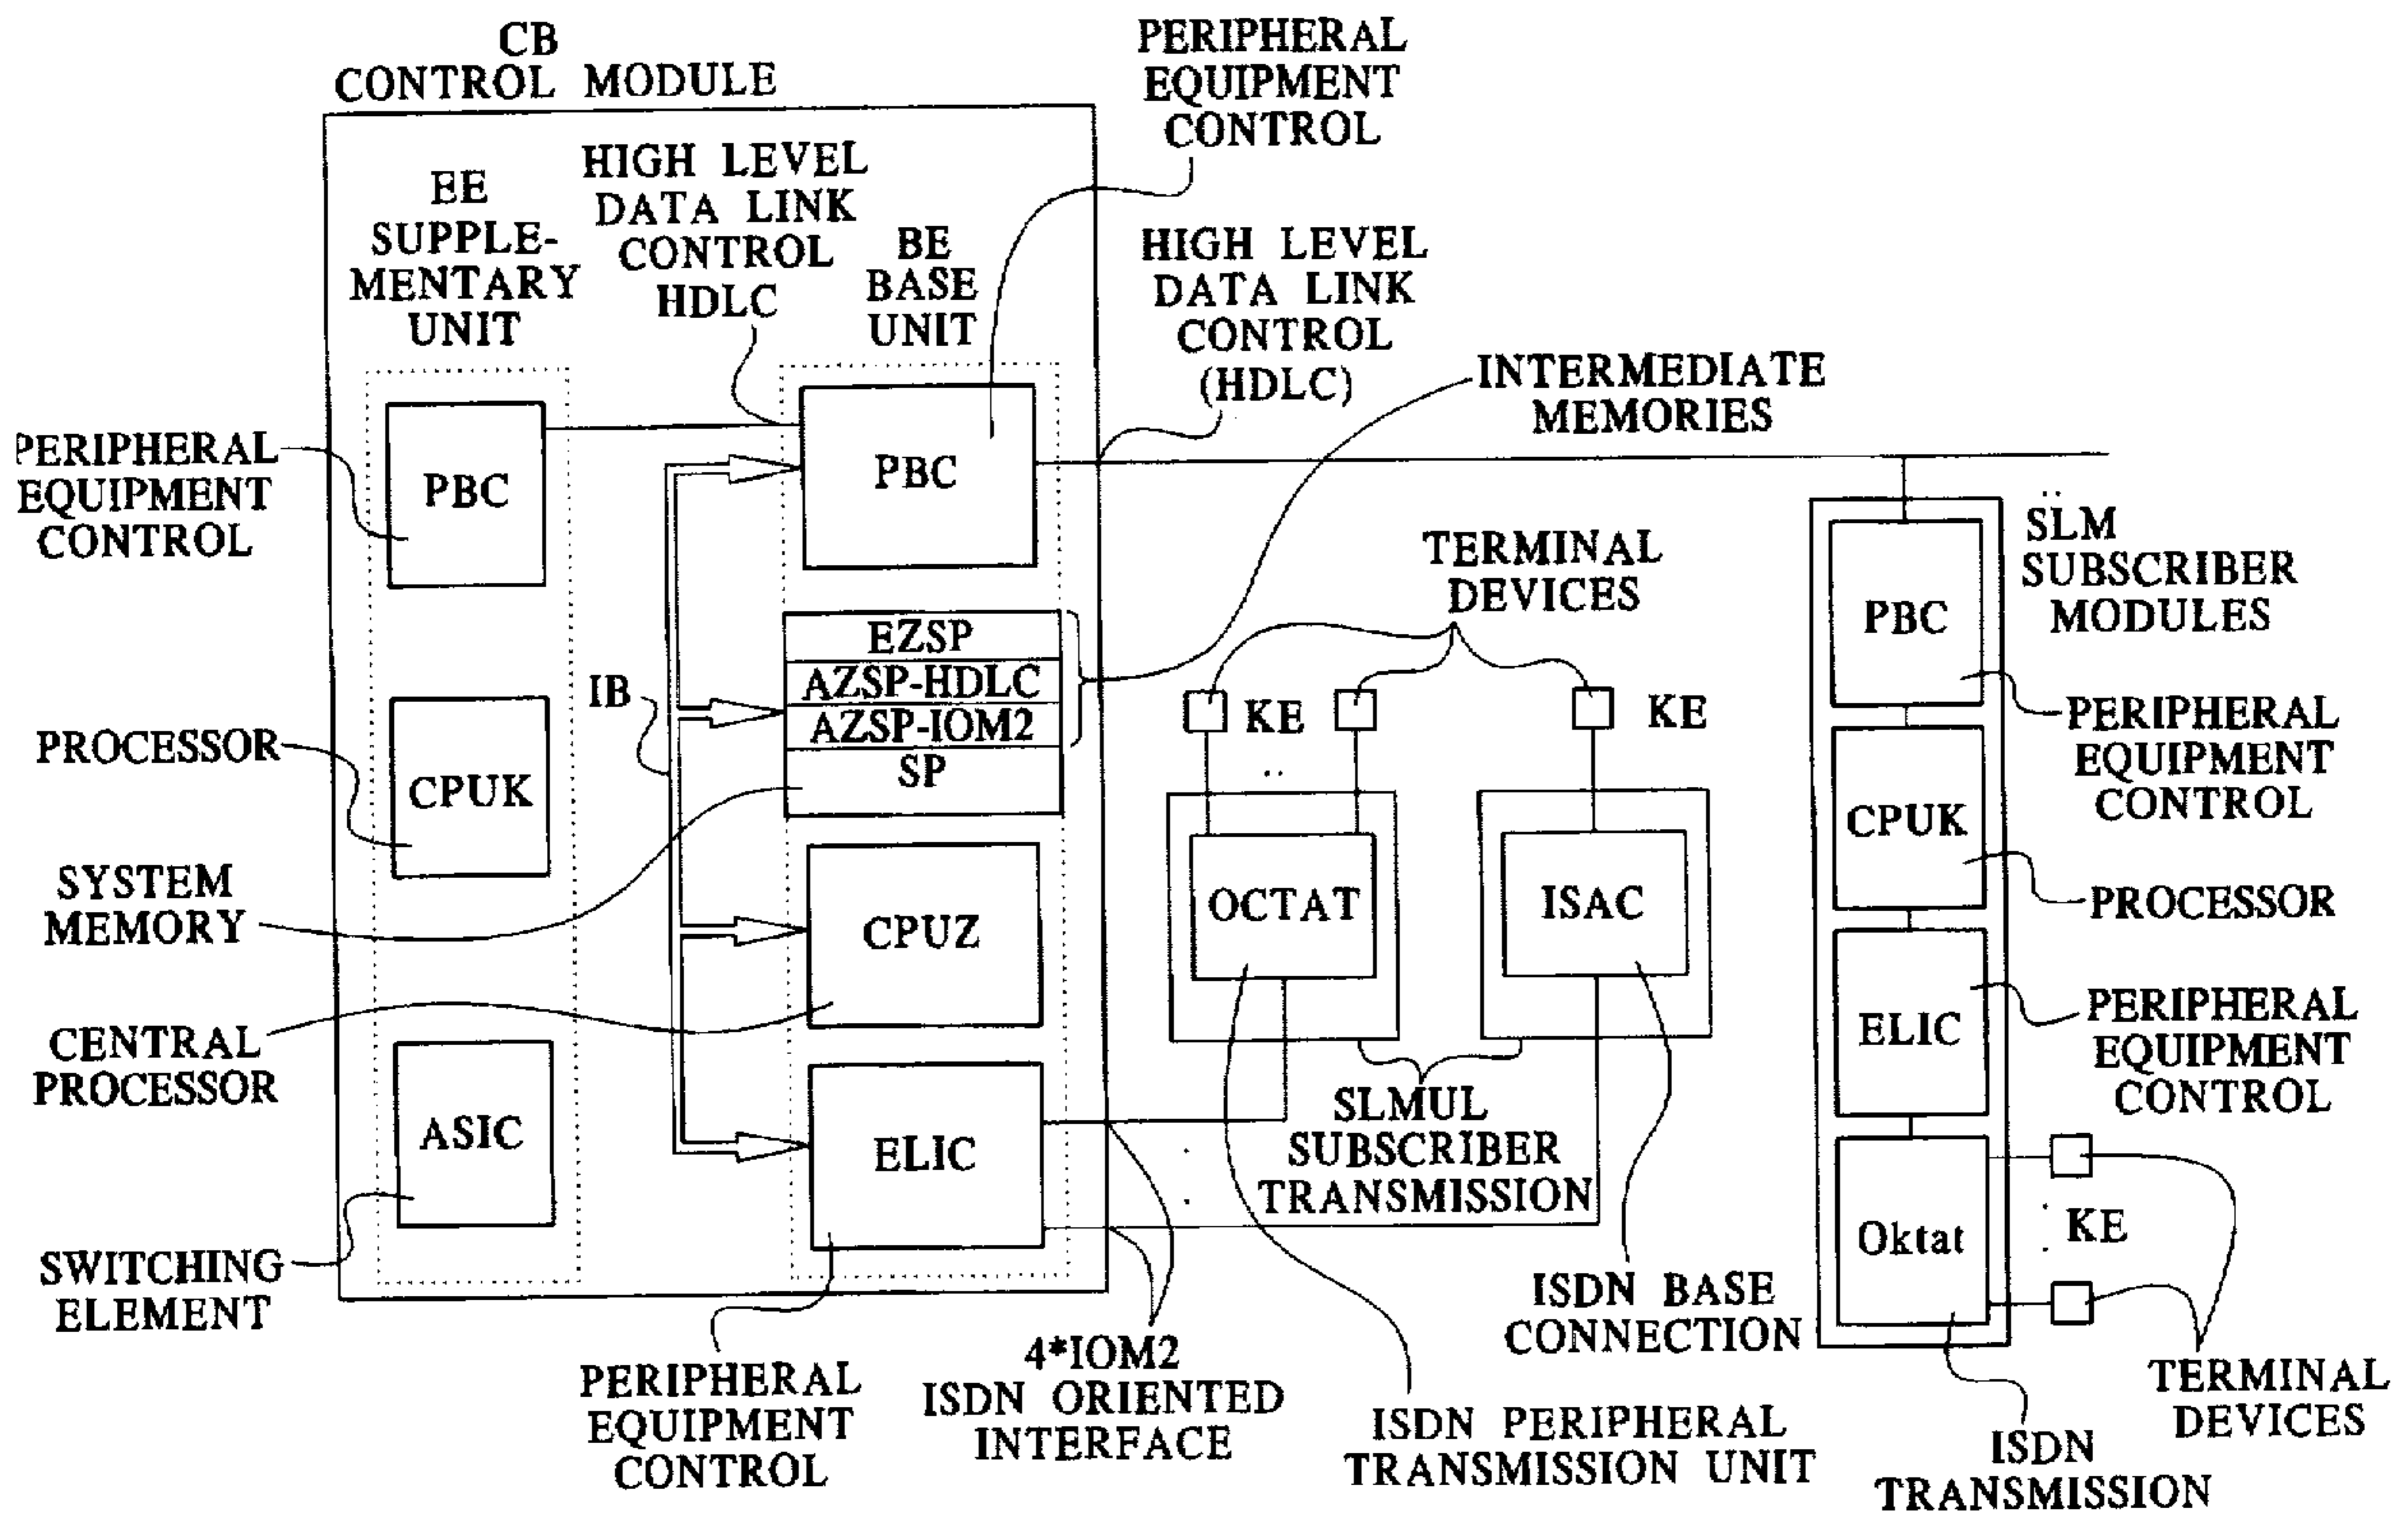 CB
CONTROL MODULE
PERIPHERAL
EQUIPMENT
CONTROL
EE
SUPPLE-
MENTARY
UNIT
HIGH LEVEL
DATA LINK
CONTROL
HDLC
BE
BASE
UNIT
HIGH LEVEL
DATA LINK
CONTROL
(HDLC)
INTERMEDIATE
MEMORIES
PERIPHERAL
EQUIPMENT
CONTROL
PBC
PBC
TERMINAL
DEVICES
SLM
SUBSCRIBER
MODULES
PBC
EZSP
AZSP-HDLC
AZSP-IOM2
SP
IB
KE
KE
PERIPHERAL
EQUIPMENT
CONTROL
PROCESSOR
CPUK
CPUK
PROCESSOR
SYSTEM
MEMORY
CPUZ
OCTAT
ISAC
CENTRAL
PROCESSOR
ELIC
PERIPHERAL
EQUIPMENT
CONTROL
ASIC
ELIC
SLMUL
SUBSCRIBER
TRANSMISSION
Oktat
KE
SWITCHING
ELEMENT
ISDN BASE
CONNECTION
PERIPHERAL
EQUIPMENT
CONTROL
4*IOM2
ISDN ORIENTED
INTERFACE
ISDN PERIPHERAL
TRANSMISSION UNIT
TERMINAL
DEVICES
ISDN
TRANSMISSION